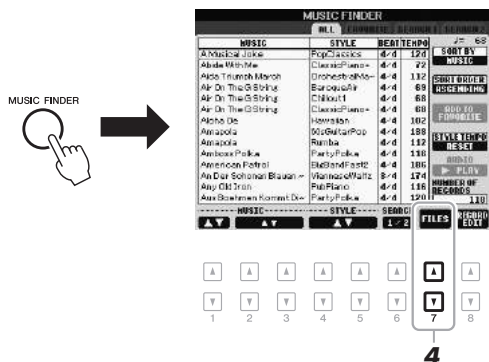 MUSIC FINDER
MUSIC FINDER
ALL FAVORITE SEARCH 1 SEARCH 2
MUSIC STYLE BEAT TEMPO ♩= 68
A Musical Joke PopClassics 4/4 124
Abide With Me ClassicPiano~ 4/4 72
Aida Triumph March OrchestralMa~ 4/4 112
Air On The G String BaroqueAir 4/4 69
Air On The G String Chillout1 4/4 68
Air On The G String ClassicPiano~ 4/4 68
Aloha Oe Hawaiian 4/4 102
Amapola 60sGuitarPop 4/4 188
Amapola Rumba 4/4 112
Amboss Polka PartyPolka 4/4 118
American Patrol BigBandFast2 4/4 186
An Der Schonen Blauen ~ VienneseWaltz 3/4 174
Any Old Iron PubPiano 4/4 116
Aus Boehmen Kommt Di~ PartyPolka 4/4 120
SORT BY
MUSIC
SORT ORDER
ASCENDING
ADD TO
FAVORITE
STYLE TEMPO
RESET
AUDIO
▶ PLAY
NUMBER OF
RECORDS
110
MUSIC STYLE SEARCH
▲▼ ▲▼ ▲▼ 1 / 2 FILES RECORD EDIT
1 2 3 4 5 6 7 8
4